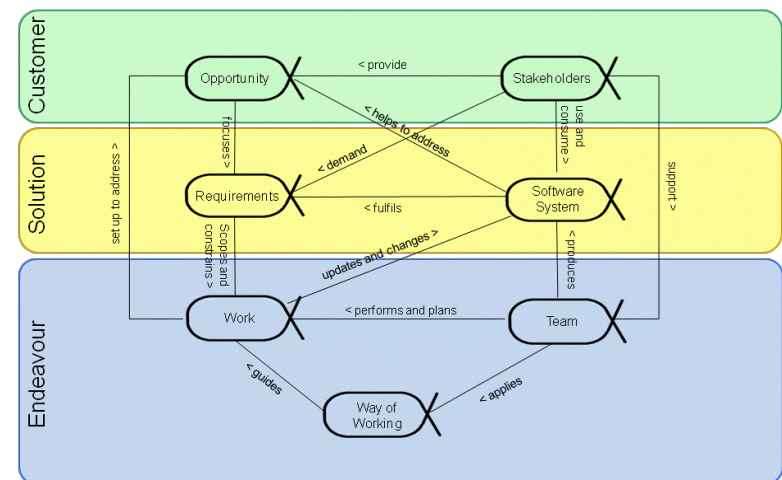 Customer
Opportunity
< provide
Stakeholders
focuses >
< helps to address
< demand
use and
consume >
set up to address <
support >
Solution
Requirements
< fulfils
Software
System
Scopes and
constrains >
updates and changes >
< produces
Endeavour
Work
< performs and plans
Team
< guides
Way of
Working
< applies